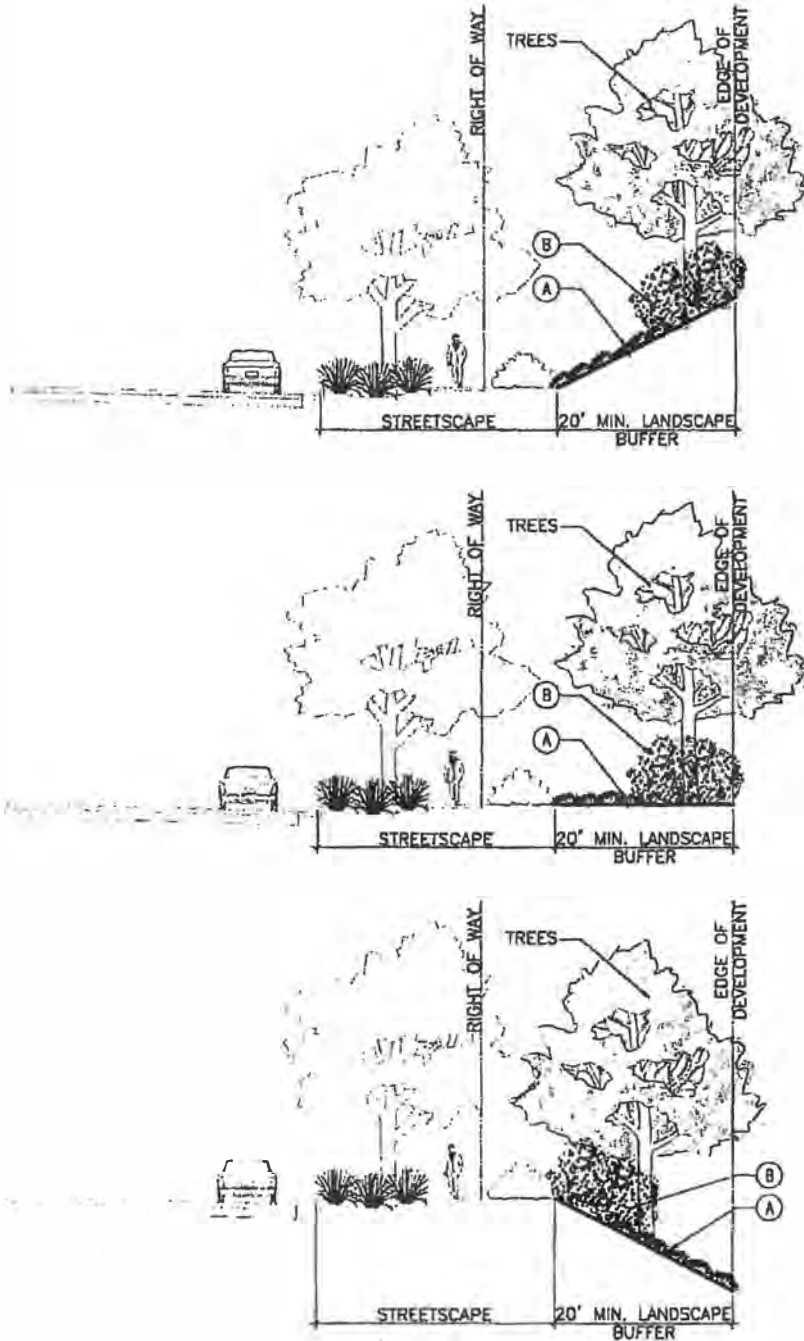 TREES
RIGHT OF WAY
EDGE OF
DEVELOPMENT
B
A
STREETSCAPE
20' MIN. LANDSCAPE
BUFFER
TREES
RIGHT OF WAY
EDGE OF
DEVELOPMENT
B
A
STREETSCAPE
20' MIN. LANDSCAPE
BUFFER
TREES
RIGHT OF WAY
EDGE OF
DEVELOPMENT
B
A
STREETSCAPE
20' MIN. LANDSCAPE
BUFFER